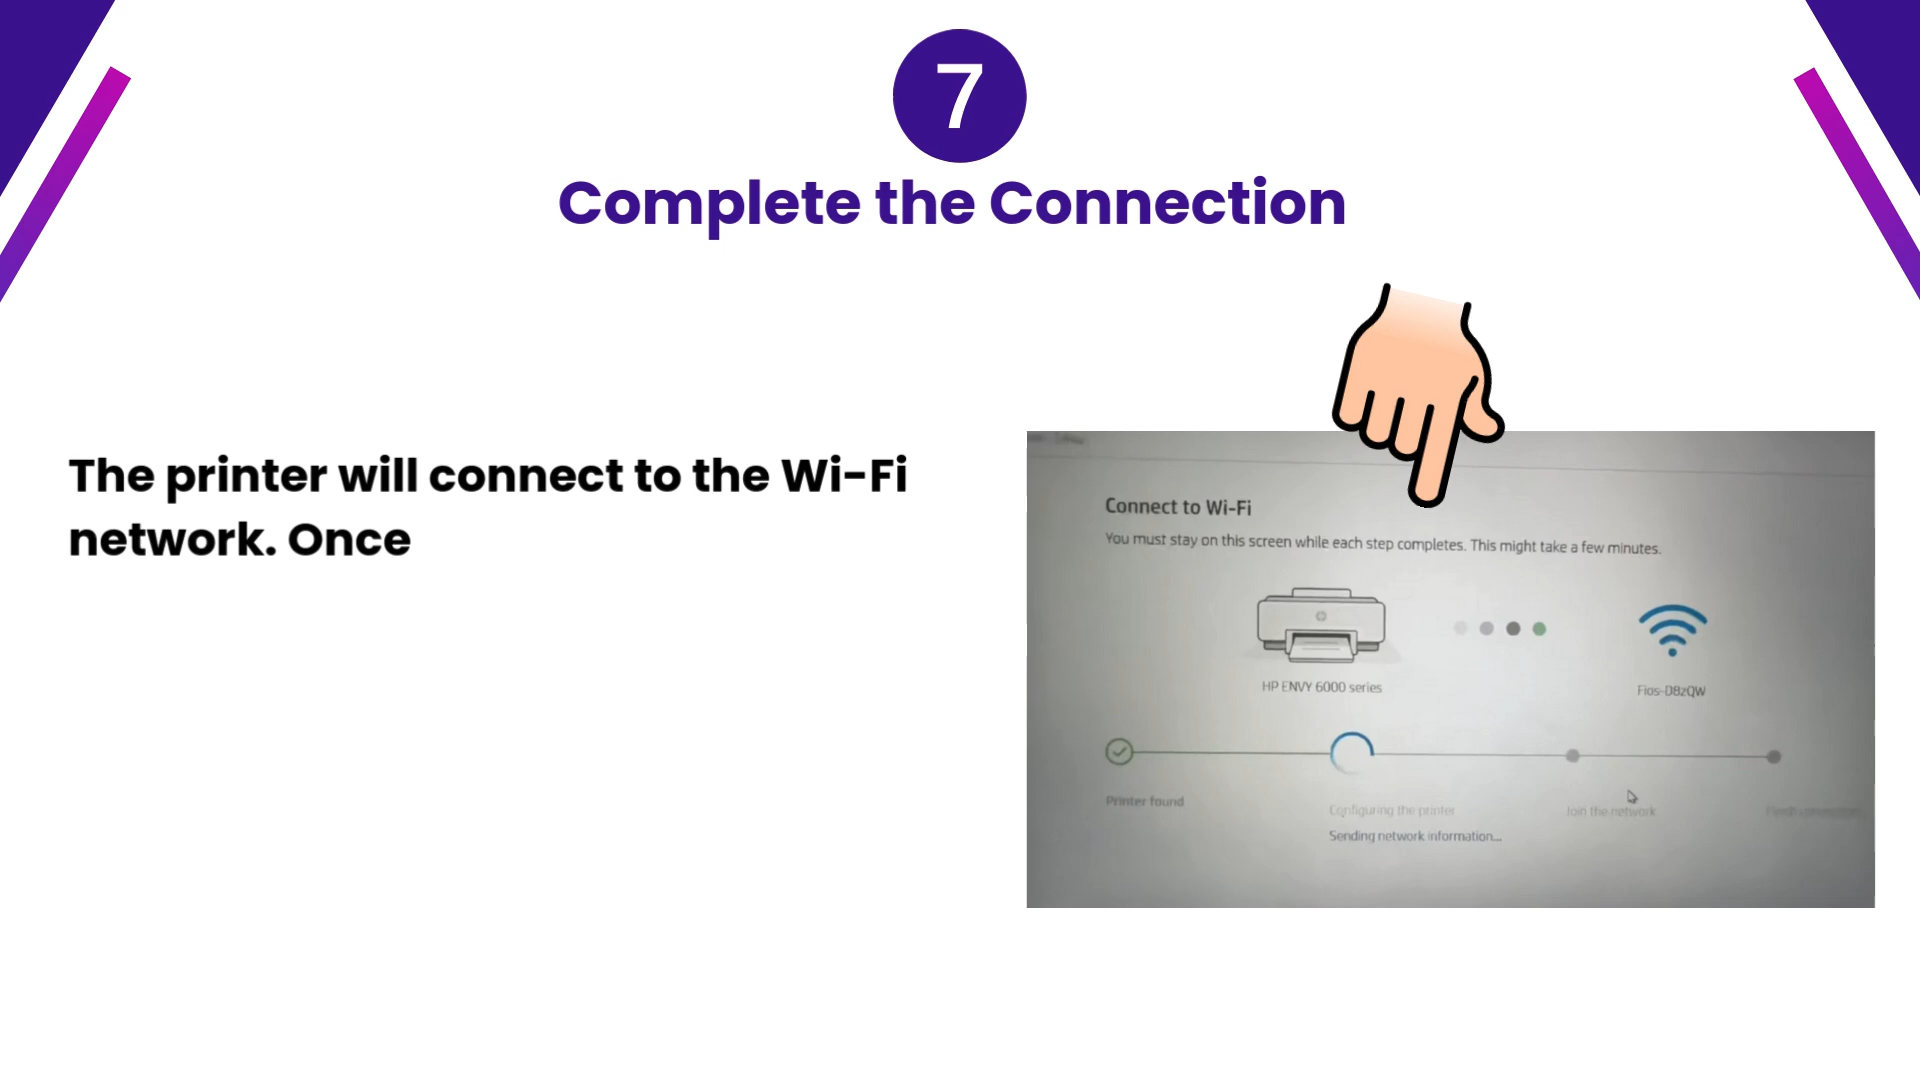 7
Complete the Connection
The printer will connect to the Wi-Fi
network. Once
Connect to Wi-Fi
You must stay on this screen while each step completes. This might take a few minutes.
HP ENVY 6000 series
Fios-D8zQW
Printer found
Configuring the printer
Join the network
Sending network information...